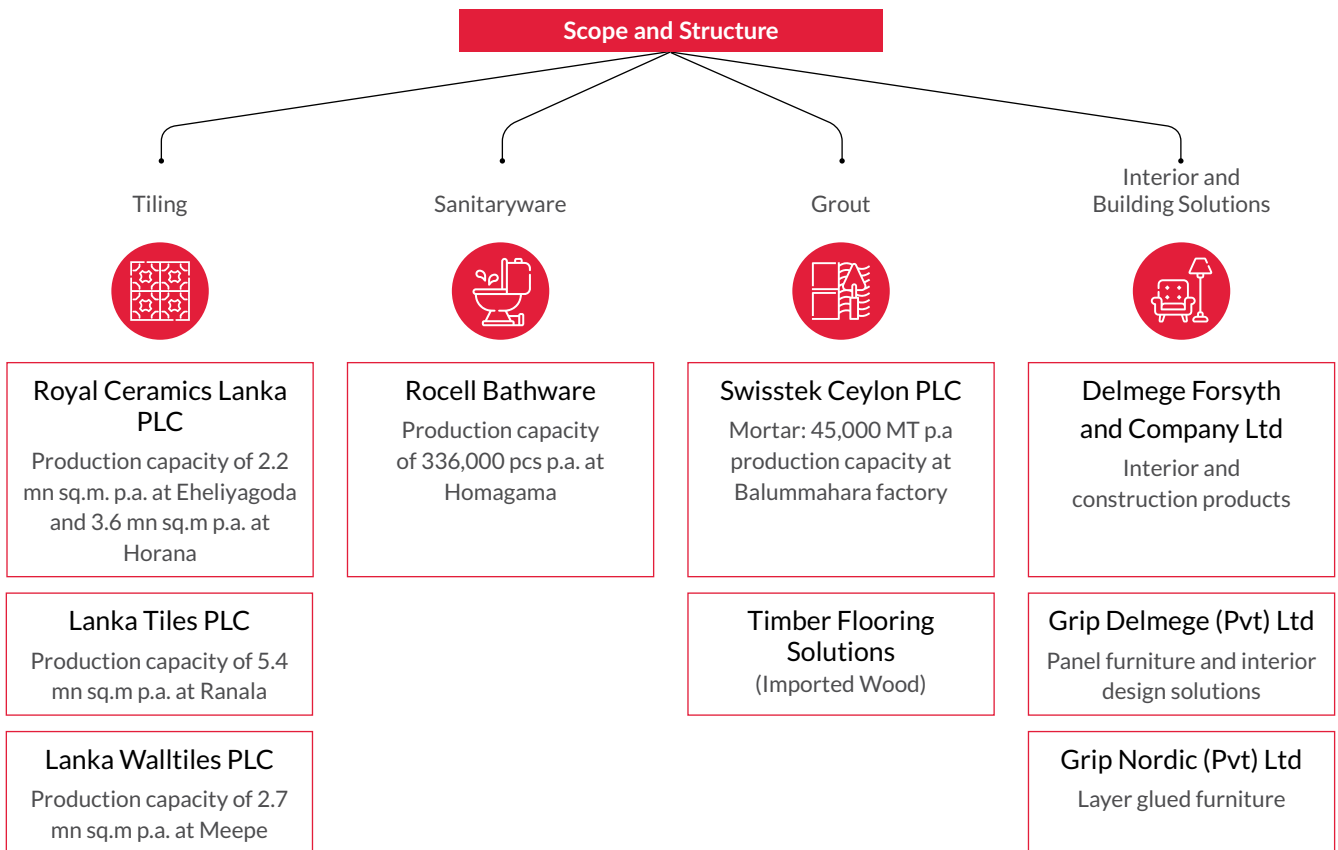 Scope and Structure
Tiling
Royal Ceramics Lanka
PLC
Production capacity of 2.2
mn sq.m. p.a. at Eheliyagoda
and 3.6 mn sq.m p.a. at
Horana
Lanka Tiles PLC
Production capacity of 5.4
mn sq.m p.a. at Ranala
Lanka Walltiles PLC
Production capacity of 2.7
mn sq.m p.a. at Meepe
Sanitaryware
Rocell Bathware
Production capacity
of 336,000 pcs p.a. at
Homagama
Grout
Swisstek Ceylon PLC
Mortar: 45,000 MT p.a
production capacity at
Balummahara factory
Timber Flooring
Solutions
(Imported Wood)
Interior and
Building Solutions
Delmege Forsyth
and Company Ltd
Interior and
construction products
Grip Delmege (Pvt) Ltd
Panel furniture and interior
design solutions
Grip Nordic (Pvt) Ltd
Layer glued furniture